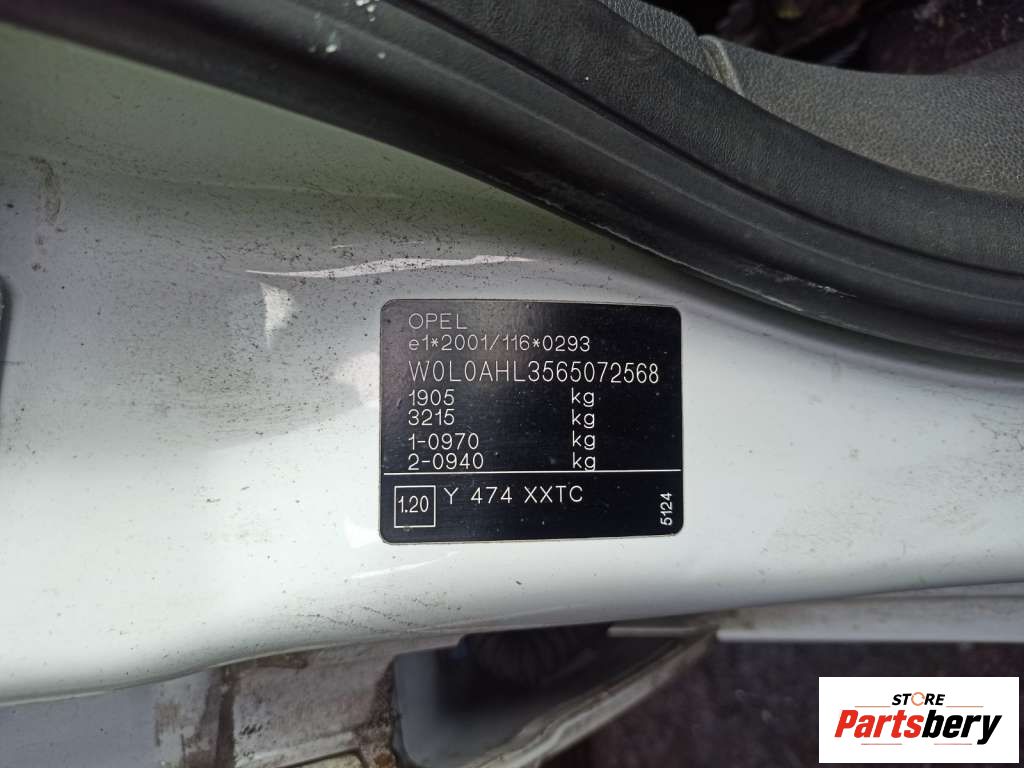 OPEL
e1*2001/116*0293
W0L0AHL3565072568
1905 kg
3215 kg
1-0970 kg
2-0940 kg
1.20 Y 474 XXTC
5124
STORE
Partsbery